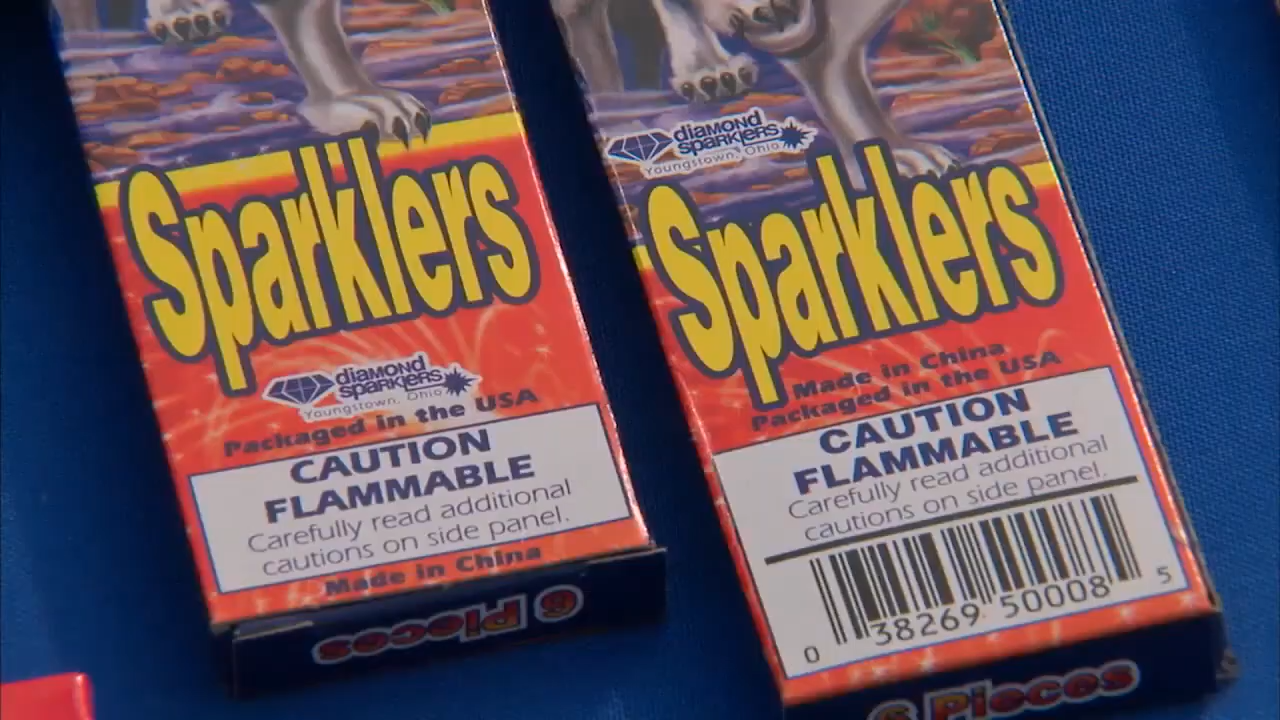 Sparklers
diamond
sparklers
Youngstown, Ohio
Packaged in the USA
CAUTION
FLAMMABLE
Carefully read additional
cautions on side panel.
Made in China
6 Pieces
diamond
sparklers
Youngstown, Ohio
Sparklers
Made in China
Packaged in the USA
CAUTION
FLAMMABLE
Carefully read additional
cautions on side panel.
0 38269 50008 5
6 Pieces